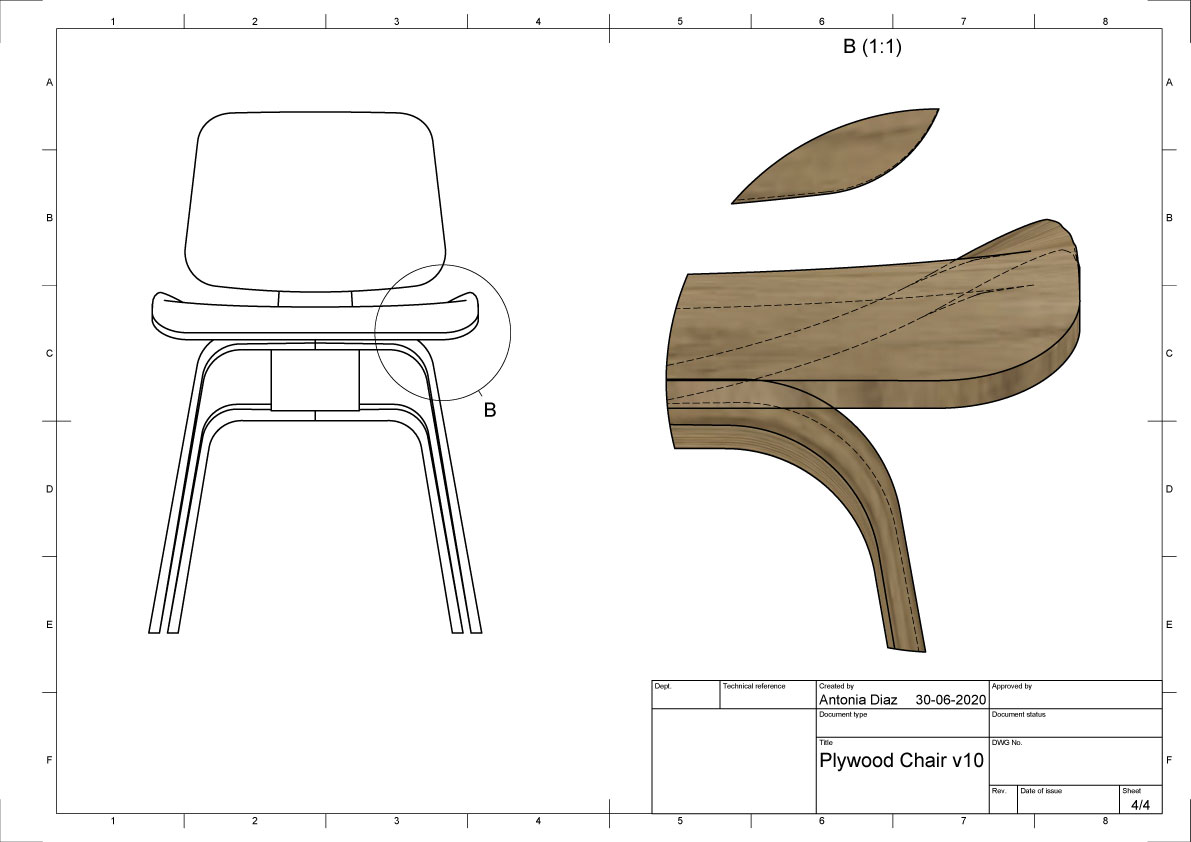 1 2 3 4 5 6 7 8
B (1:1)
A A
B B
C C
B
D D
E E
Dept. Technical reference Created by Approved by
Antonia Diaz 30-06-2020
Document type Document status
Title DWG No.
Plywood Chair v10
F F
Rev. Date of issue Sheet
4/4
1 2 3 4 5 6 7 8